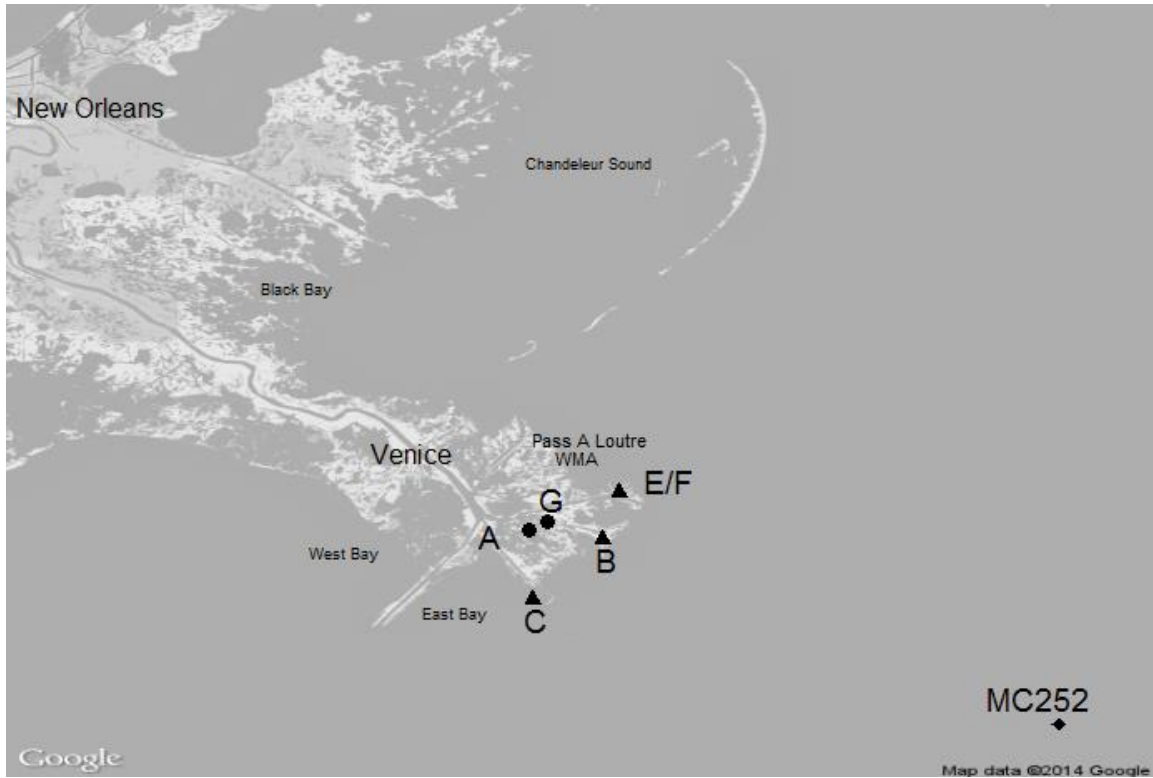 New Orleans
Chandeleur Sound
Black Bay
Pass A Loutre
WMA
Venice
E/F
G
A
West Bay
B
East Bay
C
MC252
Google
Map data ©2014 Google